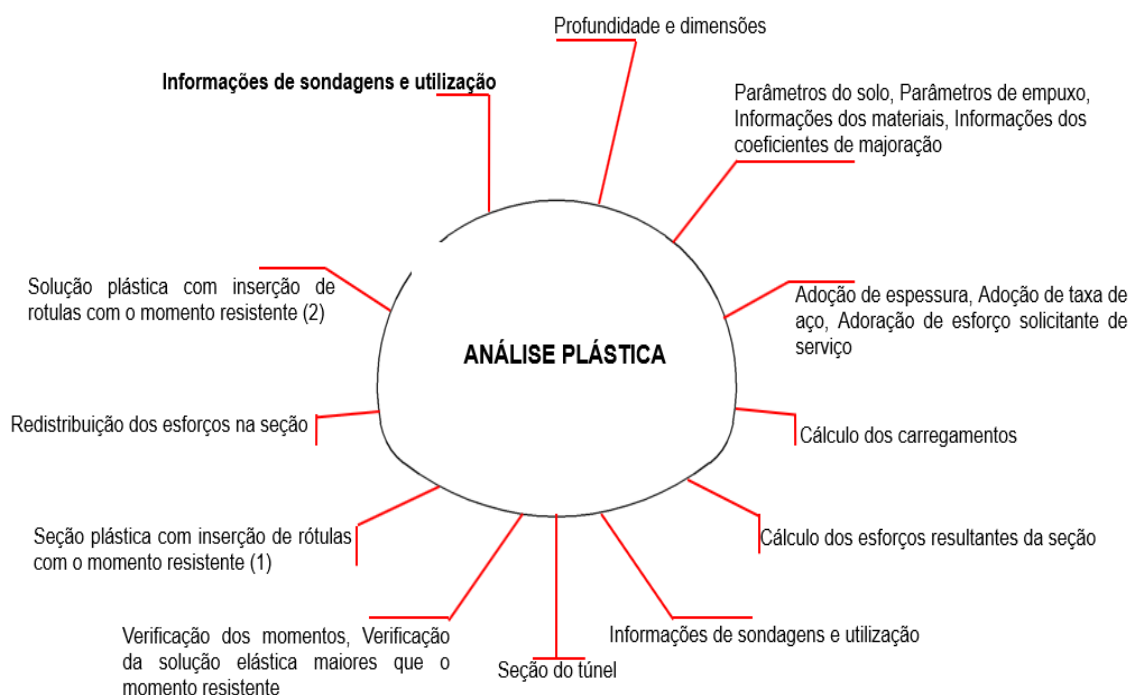 Profundidade e dimensões
Informações de sondagens e utilização
Parâmetros do solo, Parâmetros de empuxo,
Informações dos materiais, Informações dos
coeficientes de majoração
Solução plástica com inserção de
rotulas com o momento resistente (2)
Adoção de espessura, Adoção de taxa de
aço, Adoração de esforço solicitante de
serviço
ANÁLISE PLÁSTICA
Redistribuição dos esforços na seção
Cálculo dos carregamentos
Seção plástica com inserção de rótulas
com o momento resistente (1)
Cálculo dos esforços resultantes da seção
Verificação dos momentos, Verificação
da solução elástica maiores que o
momento resistente
Seção do túnel
Informações de sondagens e utilização